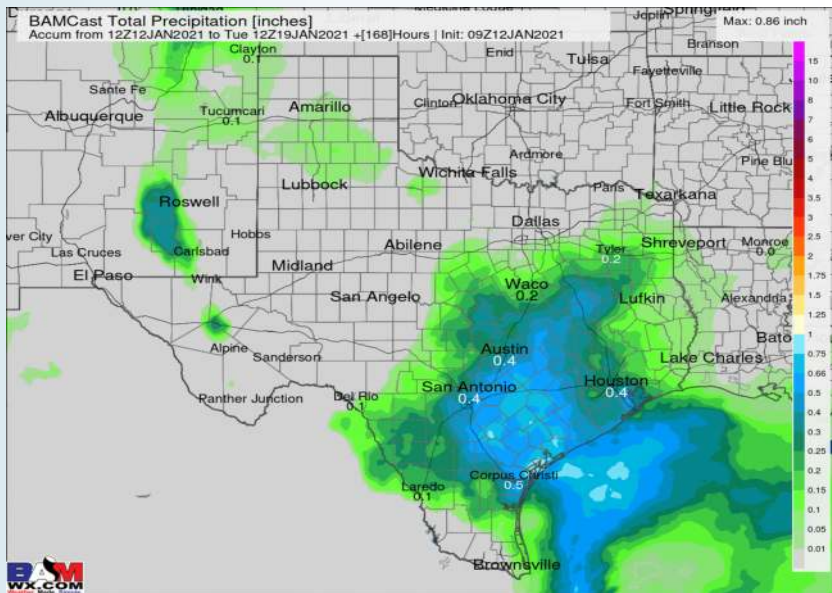 BAMCast Total Precipitation [inches]
Accum from 12Z12JAN2021 to Tue 12Z19JAN2021 +[168]Hours | Init: 09Z12JAN2021
Max: 0.86 inch
Joplin
Springfield
Branson
Clayton
0.1
Enid
Tulsa
Fayetteville
Sante Fe
Tucumcari
0.1
Amarillo
Clinton
Oklahoma City
Fort Smith
Little Rock
Albuquerque
Ardmore
Pine Blu
Wichita Falls
Lubbock
Paris
Texarkana
Roswell
Hobbs
Dallas
ver City
Las Cruces
Carlsbad
Abilene
Tyler
0.2
Shreveport
Monroe
0.0
El Paso
Wink
Midland
Waco
0.2
San Angelo
Lufkin
Alexandria
Alpine
Sanderson
Austin
0.4
Bato
Lake Charles
Panther Junction
Del Rio
0.1
San Antonio
0.4
Houston
0.4
Laredo
0.1
Corpus Christi
0.5
Brownsville
15
10
8
7
6
5
4
3.5
3
2.5
2
1.75
1.5
1.25
1
0.75
0.66
0.5
0.4
0.3
0.25
0.2
0.15
0.1
0.05
0.01
BAM
WX.COM